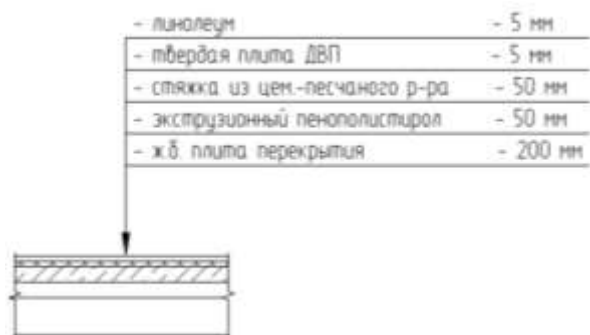 - линолеум - 5 мм
- твердая плита ДВП - 5 мм
- стяжка из цем.-песчаного р-ра - 50 мм
- экструзионный пенополистирол - 50 мм
- ж.б. плита перекрытия - 200 мм